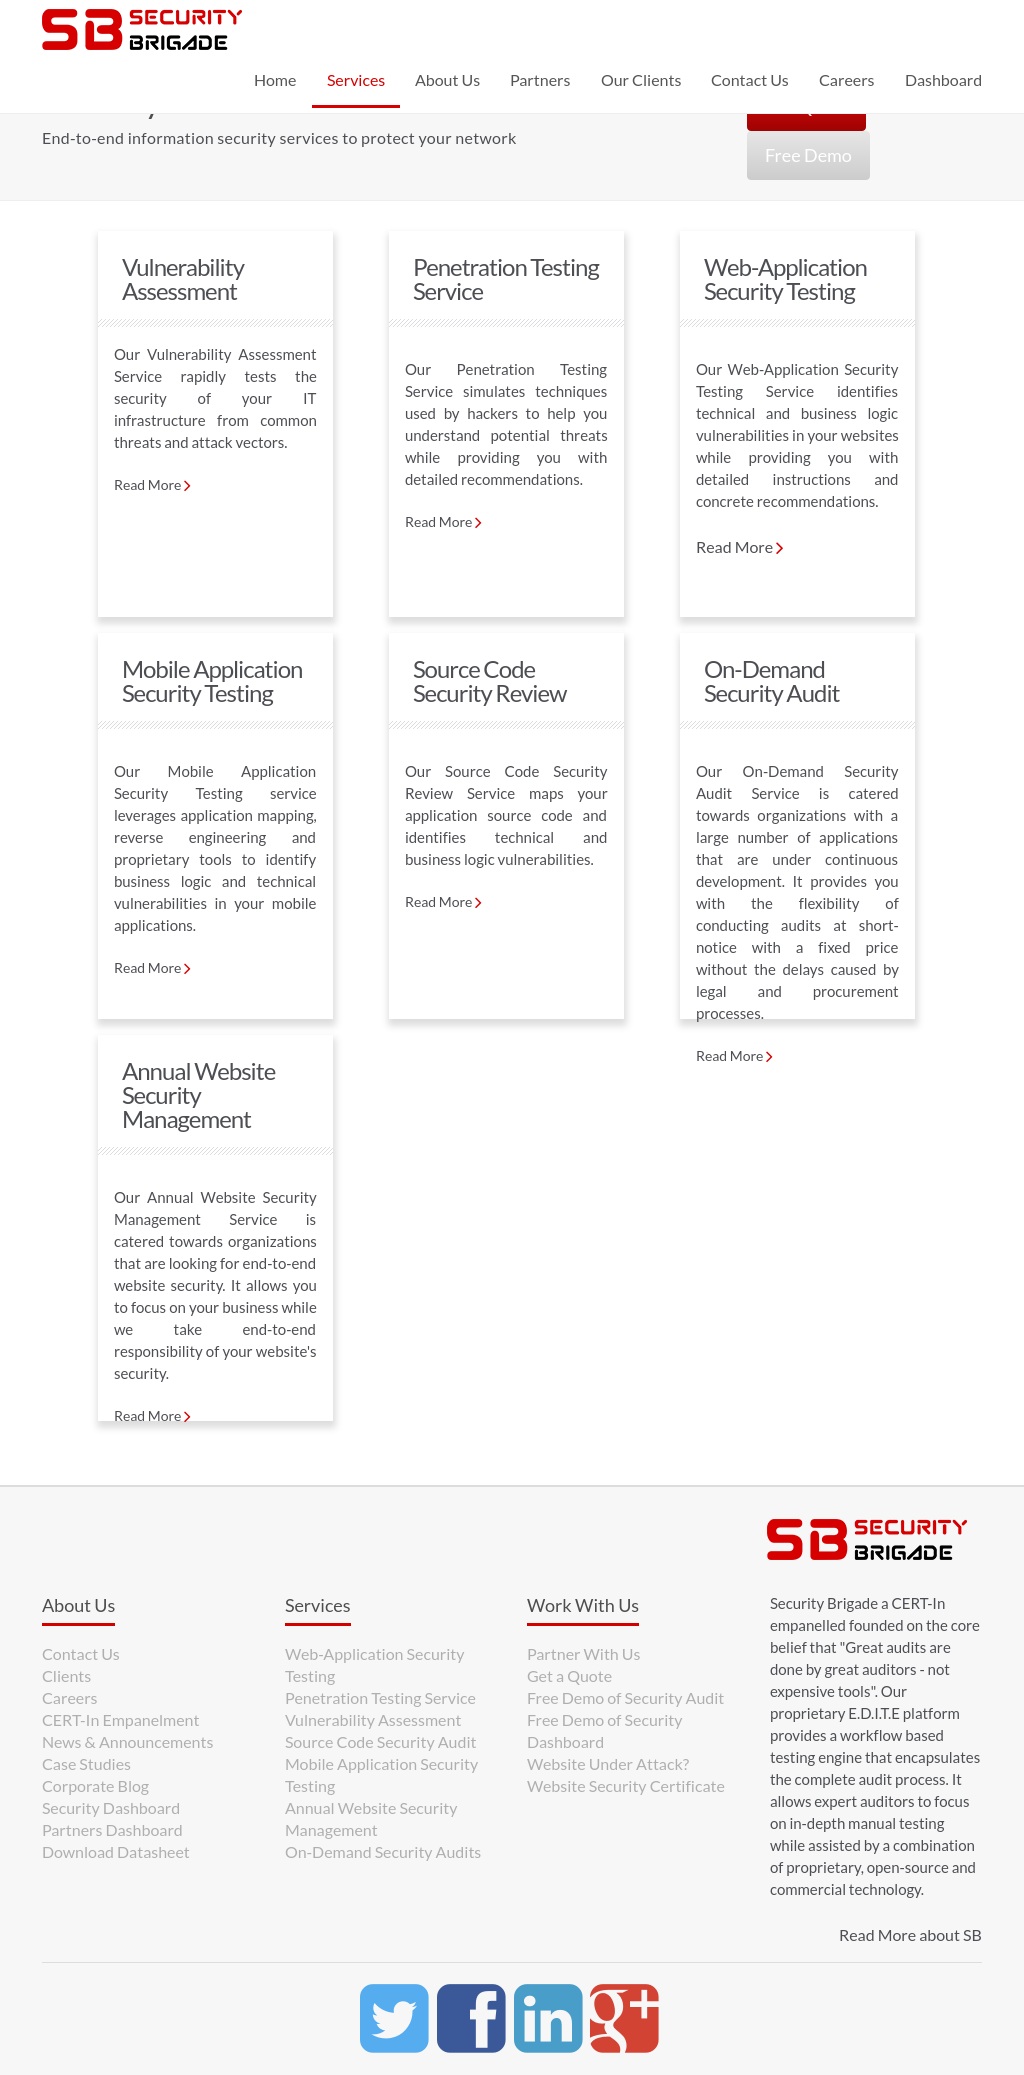 SB SECURITY
BRIGADE
Home Services About Us Partners Our Clients Contact Us Careers Dashboard
End-to-end information security services to protect your network
Free Demo
Vulnerability
Assessment
Our Vulnerability Assessment
Service rapidly tests the
security of your IT
infrastructure from common
threats and attack vectors.
Read More
Penetration Testing
Service
Our Penetration Testing
Service simulates techniques
used by hackers to help you
understand potential threats
while providing you with
detailed recommendations.
Read More
Web-Application
Security Testing
Our Web-Application Security
Testing Service identifies
technical and business logic
vulnerabilities in your websites
while providing you with
detailed instructions and
concrete recommendations.
Read More
Mobile Application
Security Testing
Our Mobile Application
Security Testing service
leverages application mapping,
reverse engineering and
proprietary tools to identify
business logic and technical
vulnerabilities in your mobile
applications.
Read More
Source Code
Security Review
Our Source Code Security
Review Service maps your
application source code and
identifies technical and
business logic vulnerabilities.
Read More
On-Demand
Security Audit
Our On-Demand Security
Audit Service is catered
towards organizations with a
large number of applications
that are under continuous
development. It provides you
with the flexibility of
conducting audits at short-
notice with a fixed price
without the delays caused by
legal and procurement
processes.
Read More
Annual Website
Security
Management
Our Annual Website Security
Management Service is
catered towards organizations
that are looking for end-to-end
website security. It allows you
to focus on your business while
we take end-to-end
responsibility of your website's
security.
Read More
SB SECURITY
BRIGADE
About Us
Contact Us
Clients
Careers
CERT-In Empanelment
News & Announcements
Case Studies
Corporate Blog
Security Dashboard
Partners Dashboard
Download Datasheet
Services
Web-Application Security
Testing
Penetration Testing Service
Vulnerability Assessment
Source Code Security Audit
Mobile Application Security
Testing
Annual Website Security
Management
On-Demand Security Audits
Work With Us
Partner With Us
Get a Quote
Free Demo of Security Audit
Free Demo of Security
Dashboard
Website Under Attack?
Website Security Certificate
Security Brigade a CERT-In
empanelled founded on the core
belief that "Great audits are
done by great auditors - not
expensive tools". Our
proprietary E.D.I.T.E platform
provides a workflow based
testing engine that encapsulates
the complete audit process. It
allows expert auditors to focus
on in-depth manual testing
while assisted by a combination
of proprietary, open-source and
commercial technology.
Read More about SB
f in g+